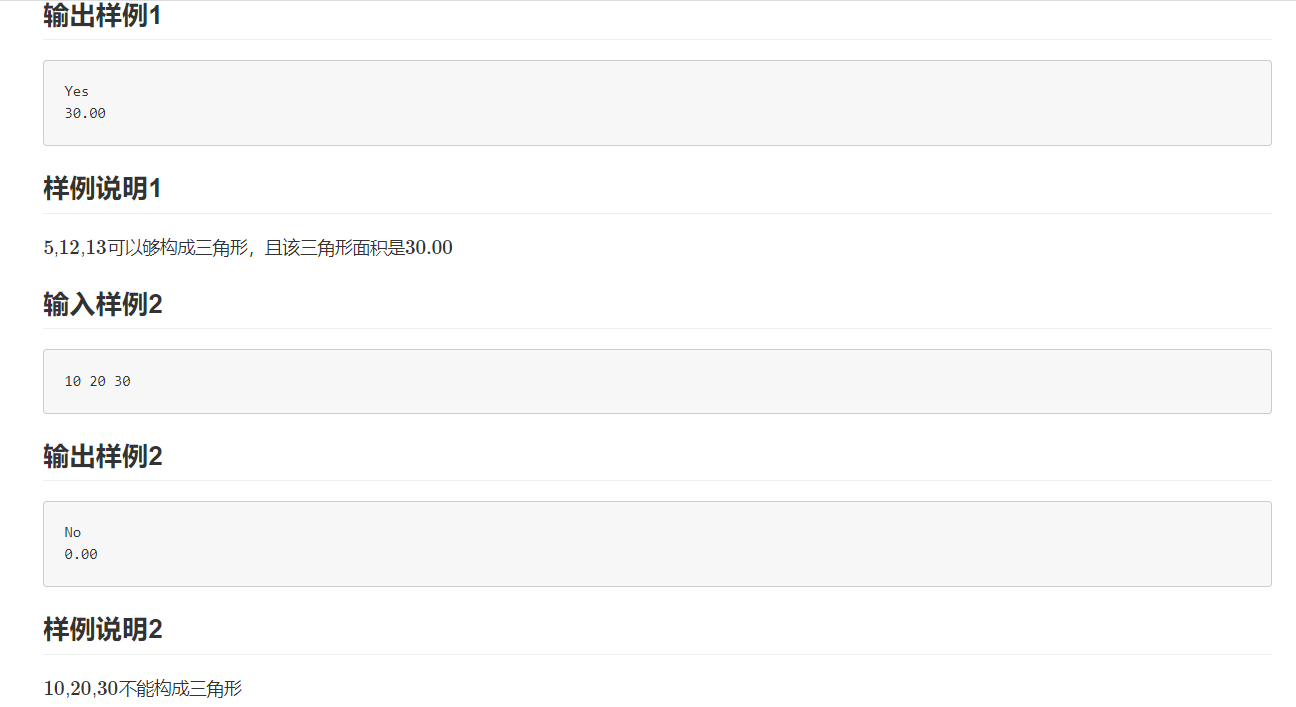 输出样例1
Yes
30.00
样例说明1
5,12,13可以够构成三角形，且该三角形面积是30.00
输入样例2
10 20 30
输出样例2
No
0.00
样例说明2
10,20,30不能构成三角形